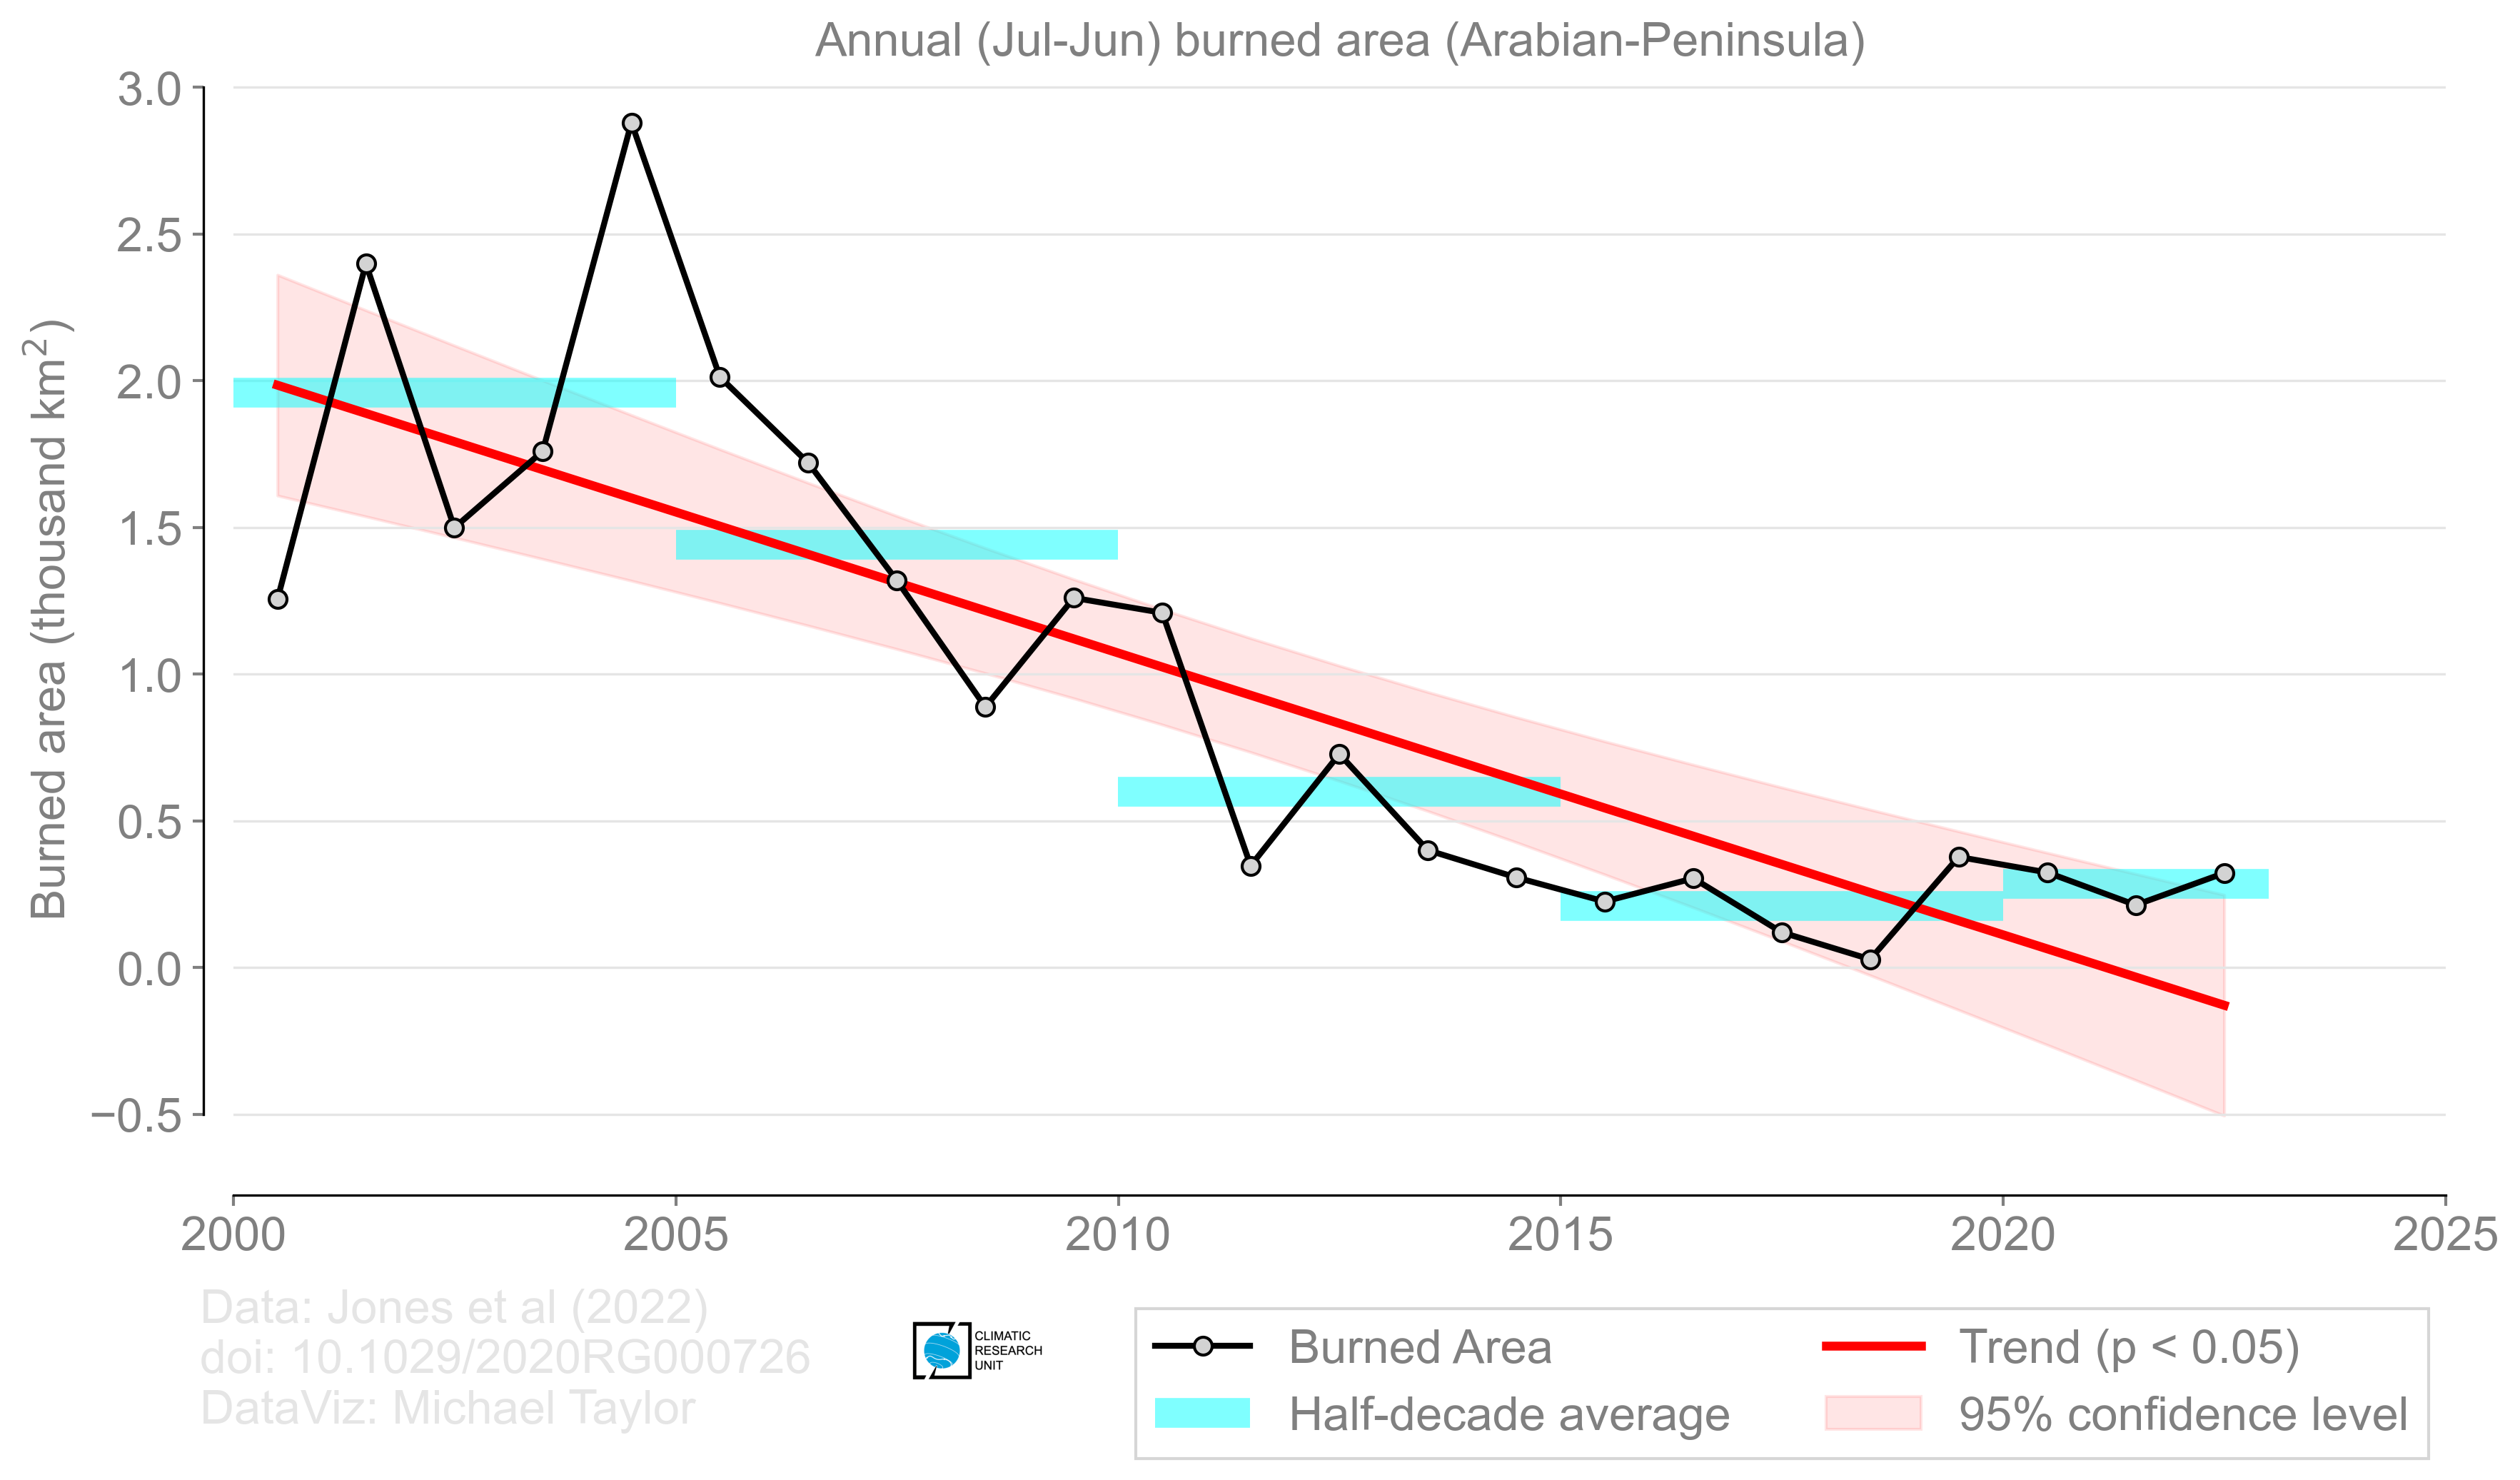 Annual (Jul-Jun) burned area (Arabian-Peninsula)
Burned area (thousand km²)
3.0
2.5
2.0
1.5
1.0
0.5
0.0
−0.5
2000 2005 2010 2015 2020 2025
Data: Jones et al (2022)
doi: 10.1029/2020RG000726
DataViz: Michael Taylor
CLIMATIC
RESEARCH
UNIT
Burned Area
Half-decade average
Trend (p < 0.05)
95% confidence level